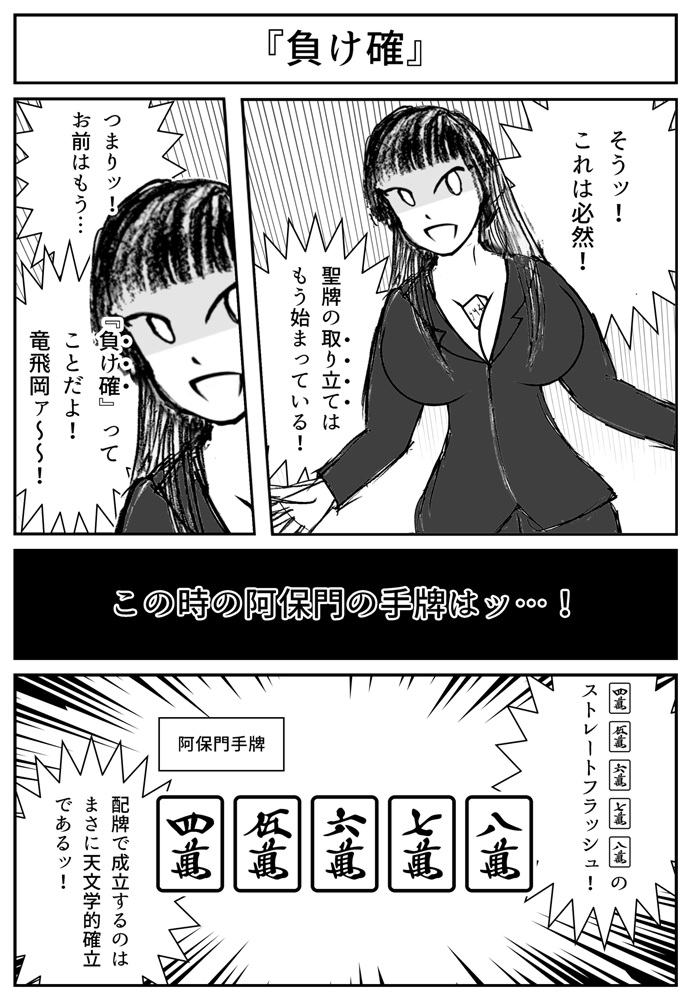 『負け確』
そうッ！
これは必然！
聖牌の取り立ては
もう始まっている！
つまりッ！
お前はもう…
『負け確』って
ことだよ！
竜飛岡ァ〜〜！
この時の阿保門の手牌はッ…！
四萬 伍萬 六萬 七萬 八萬 の
ストレートフラッシュ！
阿保門手牌
四萬 伍萬 六萬 七萬 八萬
配牌で成立するのは
まさに天文学的確立
であるッ！